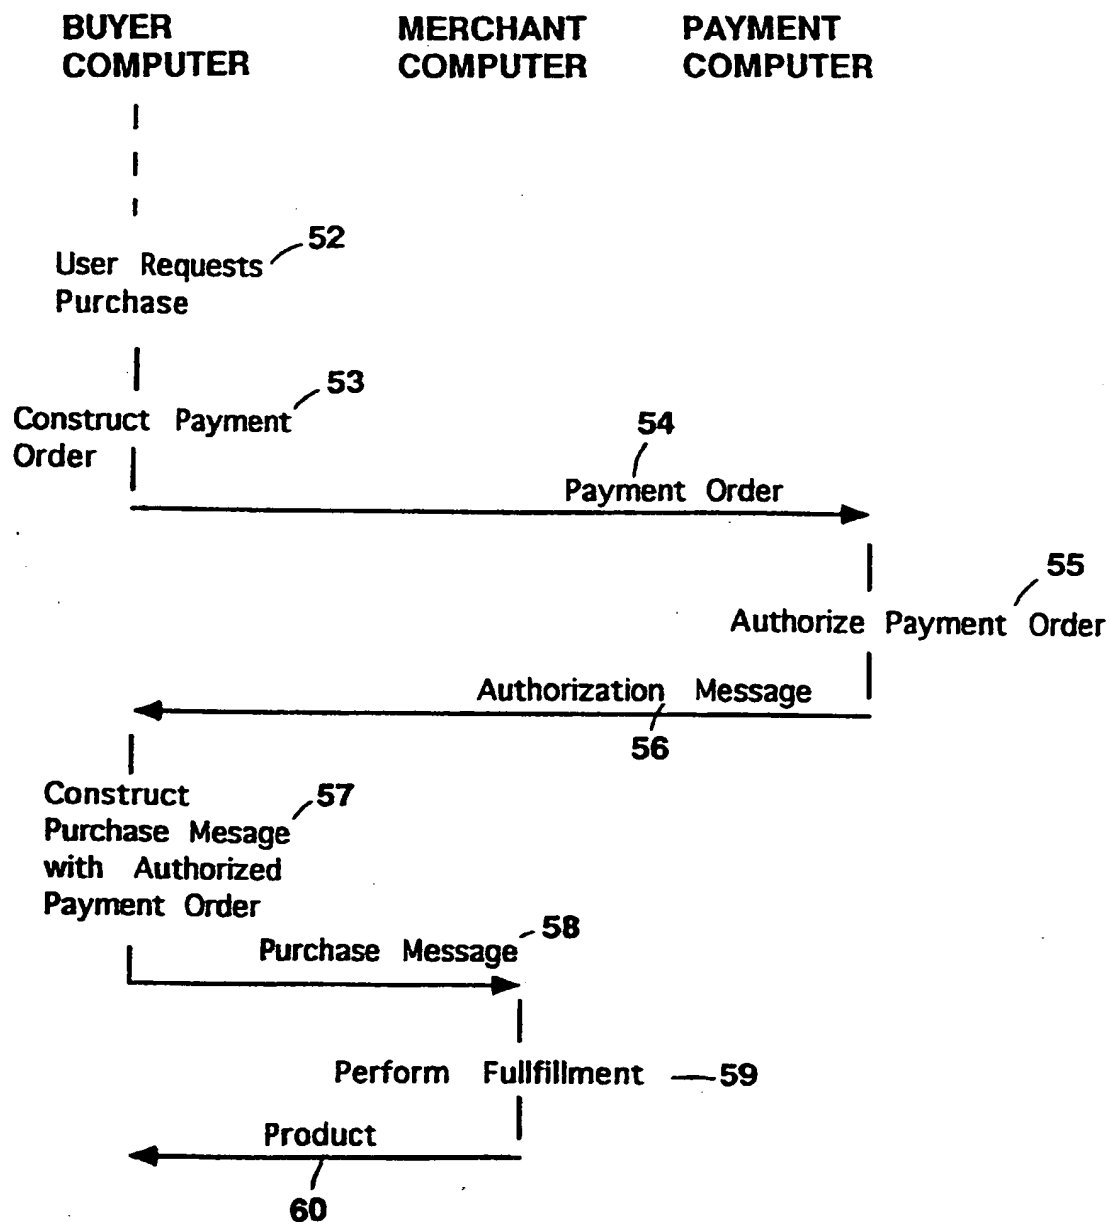 BUYER COMPUTER
MERCHANT COMPUTER
PAYMENT COMPUTER
52
User Requests
Purchase
53
Construct Payment
Order
54
Payment Order
55
Authorize Payment Order
Authorization Message
56
Construct
57
Purchase Mesage
with Authorized
Payment Order
58
Purchase Message
Perform Fullfillment
59
Product
60